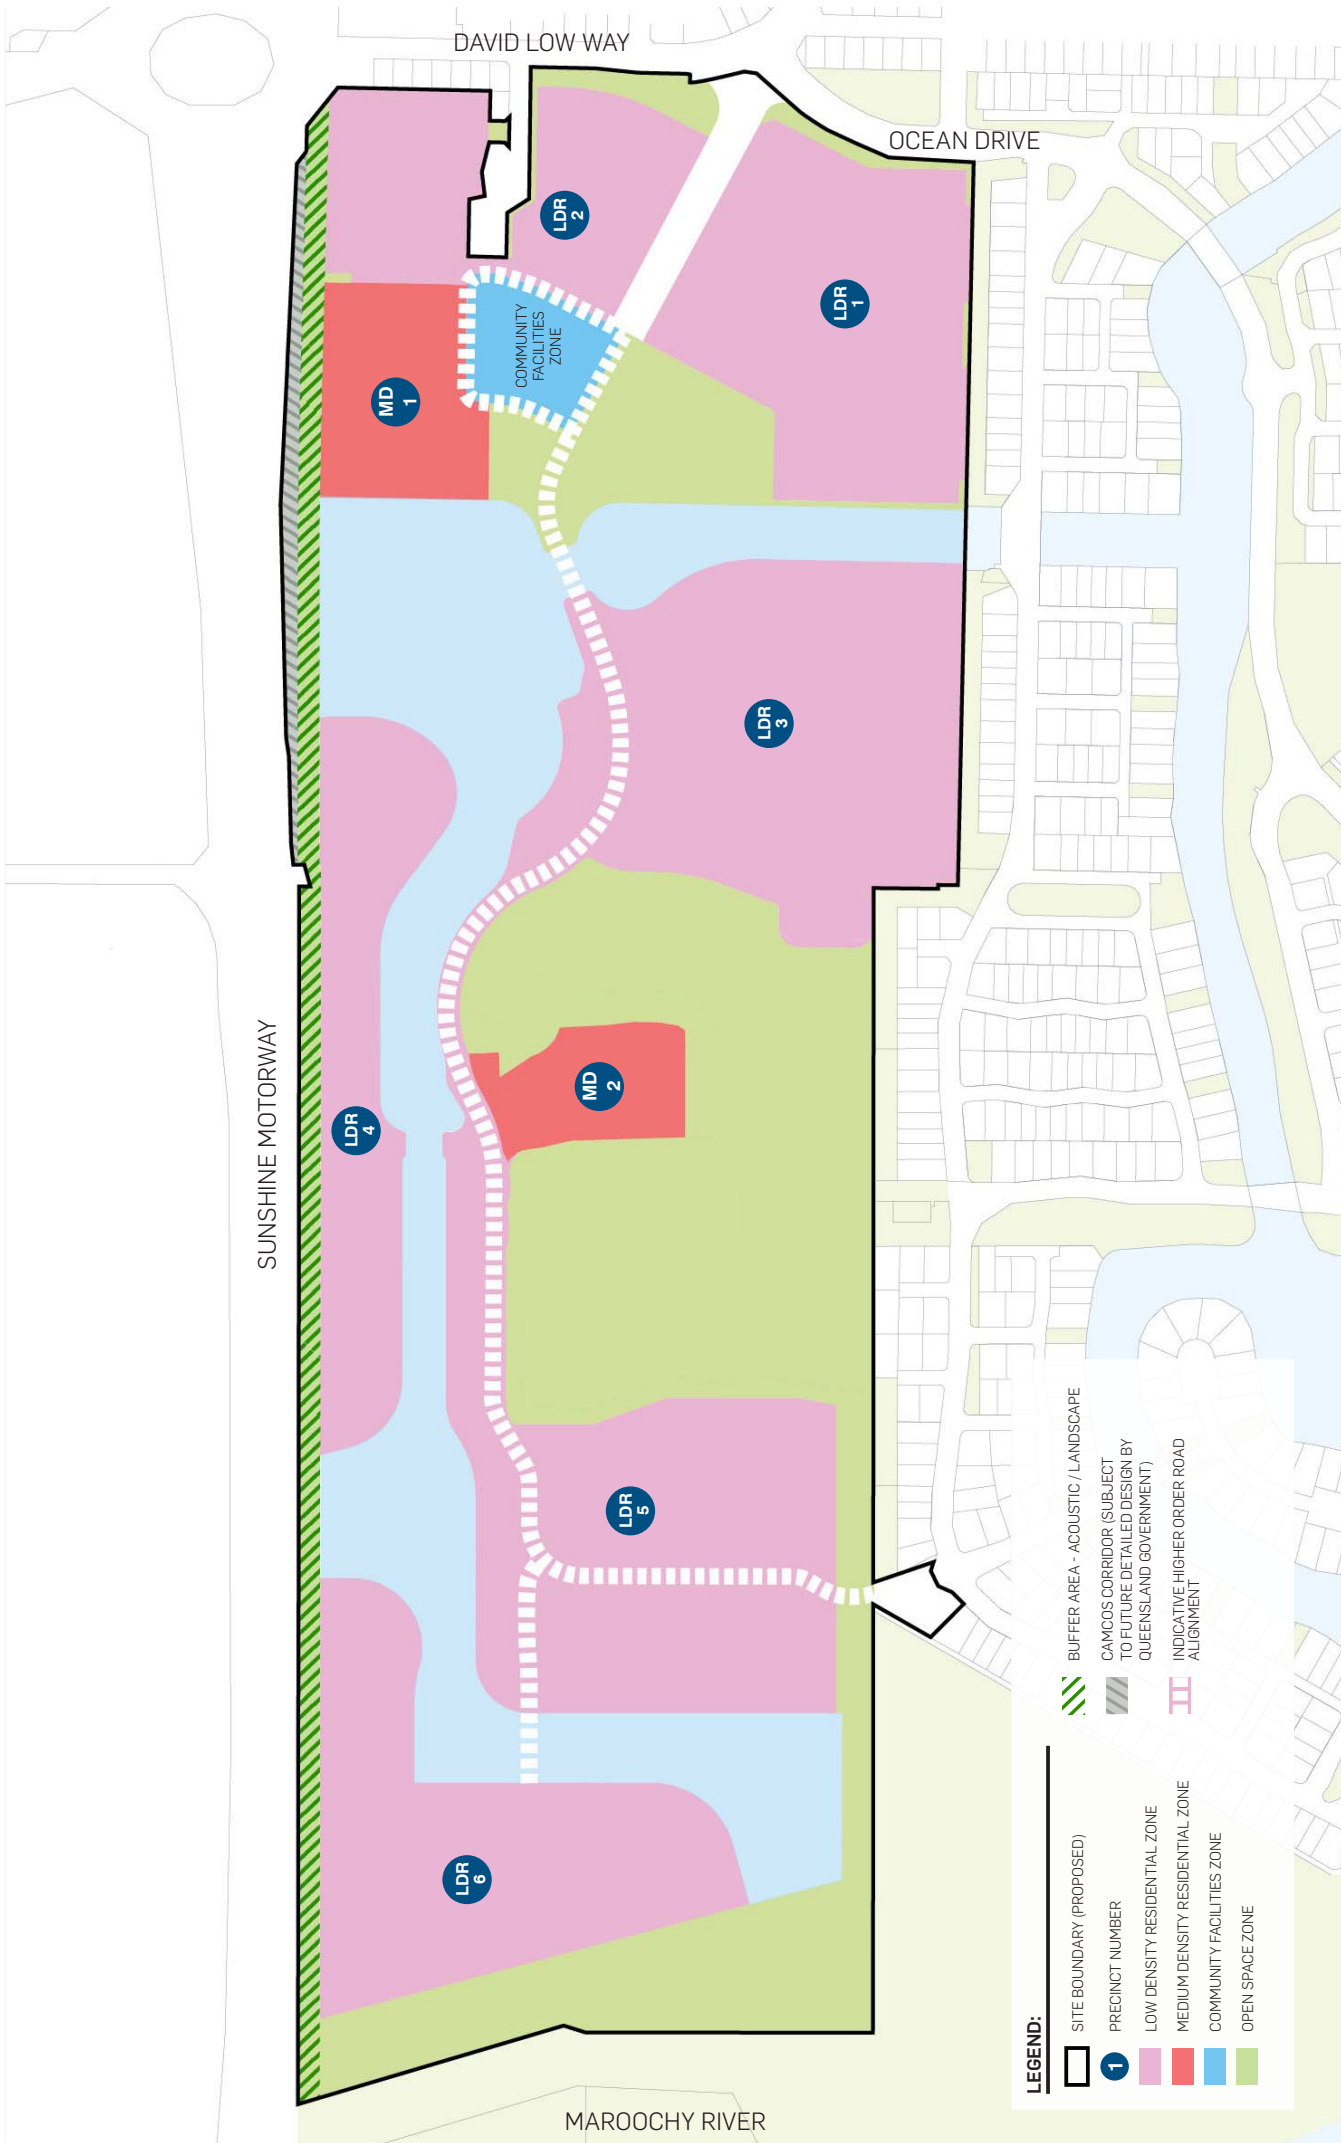 DAVID LOW WAY
OCEAN DRIVE
LDR
2
LDR
1
COMMUNITY
FACILITIES
ZONE
MD
1
LDR
3
SUNSHINE MOTORWAY
MD
2
LDR
4
LDR
5
LDR
6
MAROOCHY RIVER
LEGEND:
SITE BOUNDARY (PROPOSED)
1
PRECINCT NUMBER
LOW DENSITY RESIDENTIAL ZONE
MEDIUM DENSITY RESIDENTIAL ZONE
COMMUNITY FACILITIES ZONE
OPEN SPACE ZONE
BUFFER AREA - ACOUSTIC / LANDSCAPE
CAMCOS CORRIDOR (SUBJECT
TO FUTURE DETAILED DESIGN BY
QUEENSLAND GOVERNMENT)
INDICATIVE HIGHER ORDER ROAD
ALIGNMENT